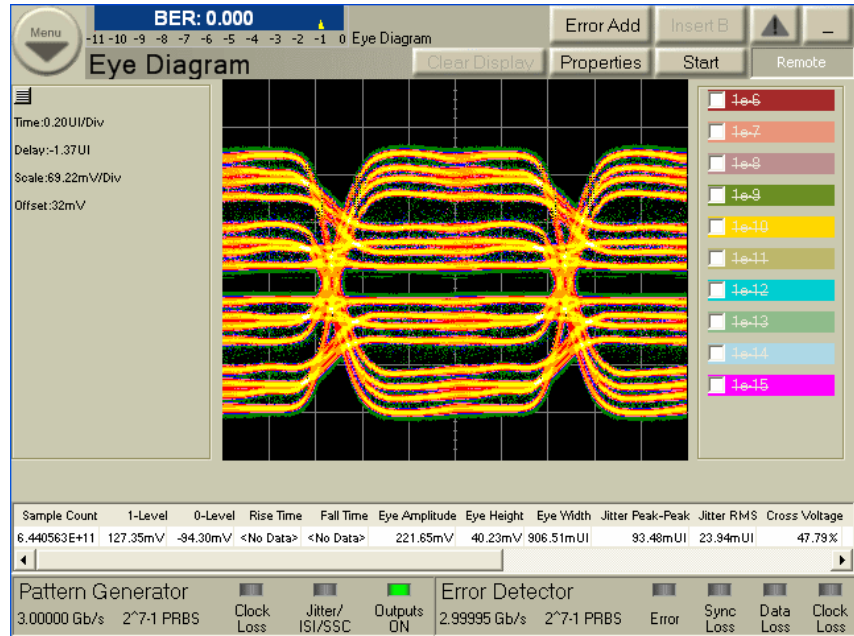 Menu
BER: 0.000
-11 -10 -9 -8 -7 -6 -5 -4 -3 -2 -1 0 Eye Diagram
Eye Diagram
Error Add
Insert B
Clear Display
Properties
Start
Remote
Time:0.20UI/Div
Delay:-1.37UI
Scale:69.22mV/Div
Offset:32mV
1e-6
1e-7
1e-8
1e-9
1e-10
1e-11
1e-12
1e-13
1e-14
1e-15
Sample Count 1-Level 0-Level Rise Time Fall Time Eye Amplitude Eye Height Eye Width Jitter Peak-Peak Jitter RMS Cross Voltage
6.440563E+11 127.35mV -94.30mV <No Data> <No Data> 221.65mV 40.23mV 906.51mUI 93.48mUI 23.94mUI 47.79%
Pattern Generator
3.00000 Gb/s 2^7-1 PRBS
Clock Loss
Jitter/ ISI/SSC
Outputs ON
Error Detector
2.99995 Gb/s 2^7-1 PRBS
Error
Sync Loss
Data Loss
Clock Loss